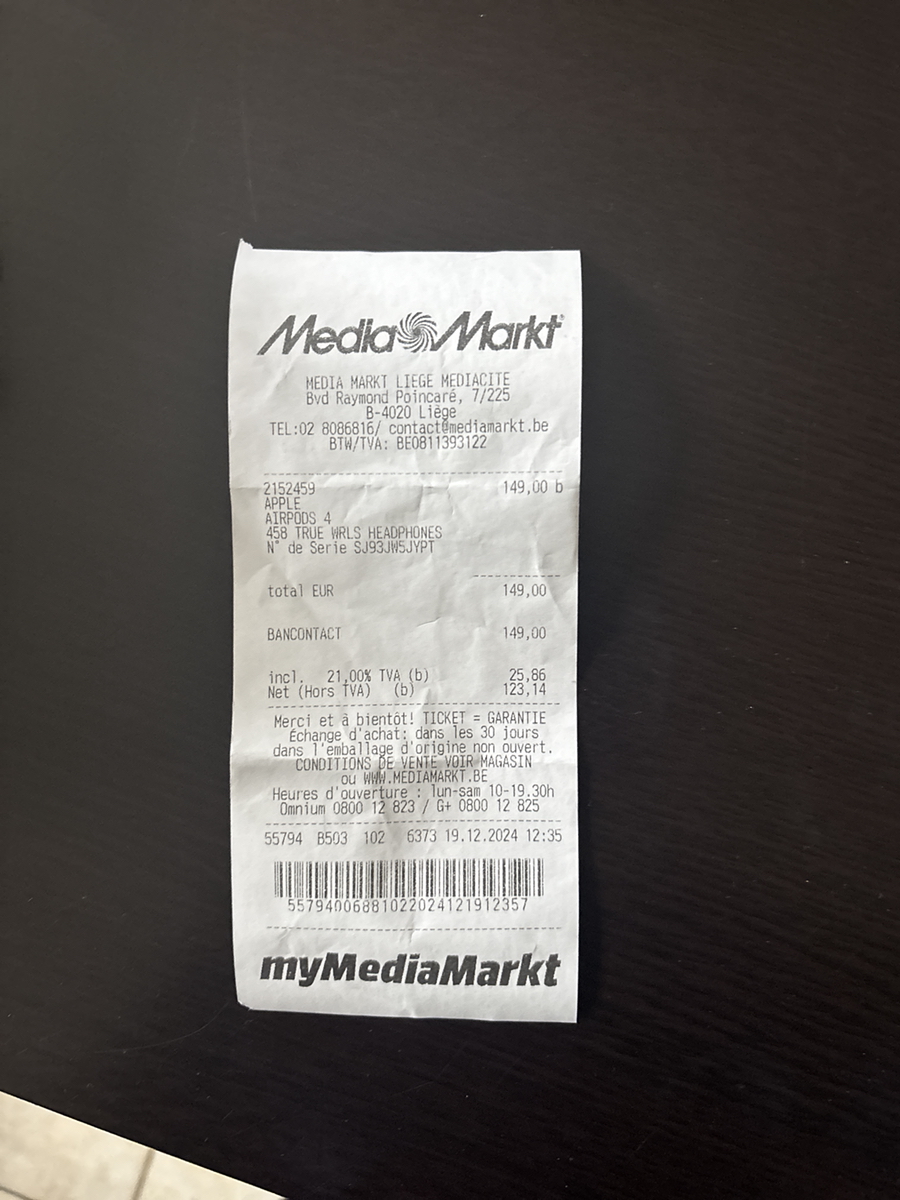 Media Markt
MEDIA MARKT LIEGE MEDIACITE
Bvd Raymond Poincaré, 7/225
B-4020 Liège
TEL:02 8086816/ contact@mediamarkt.be
BTW/TVA: BE0811393122
2152459 149,00 b
APPLE
AIRPODS 4
458 TRUE WRLS HEADPHONES
N° de Serie SJ93JW5JYPT
total EUR 149,00
BANCONTACT 149,00
incl. 21,00% TVA (b) 25,86
Net (Hors TVA) (b) 123,14
Merci et à bientôt! TICKET = GARANTIE
Échange d'achat: dans les 30 jours
dans l'emballage d'origine non ouvert.
CONDITIONS DE VENTE VOIR MAGASIN
ou WWW.MEDIAMARKT.BE
Heures d'ouverture : lun-sam 10-19.30h
Omnium 0800 12 823 / G+ 0800 12 825
55794 B503 102 6373 19.12.2024 12:35
55794006881022024121912357
myMediaMarkt